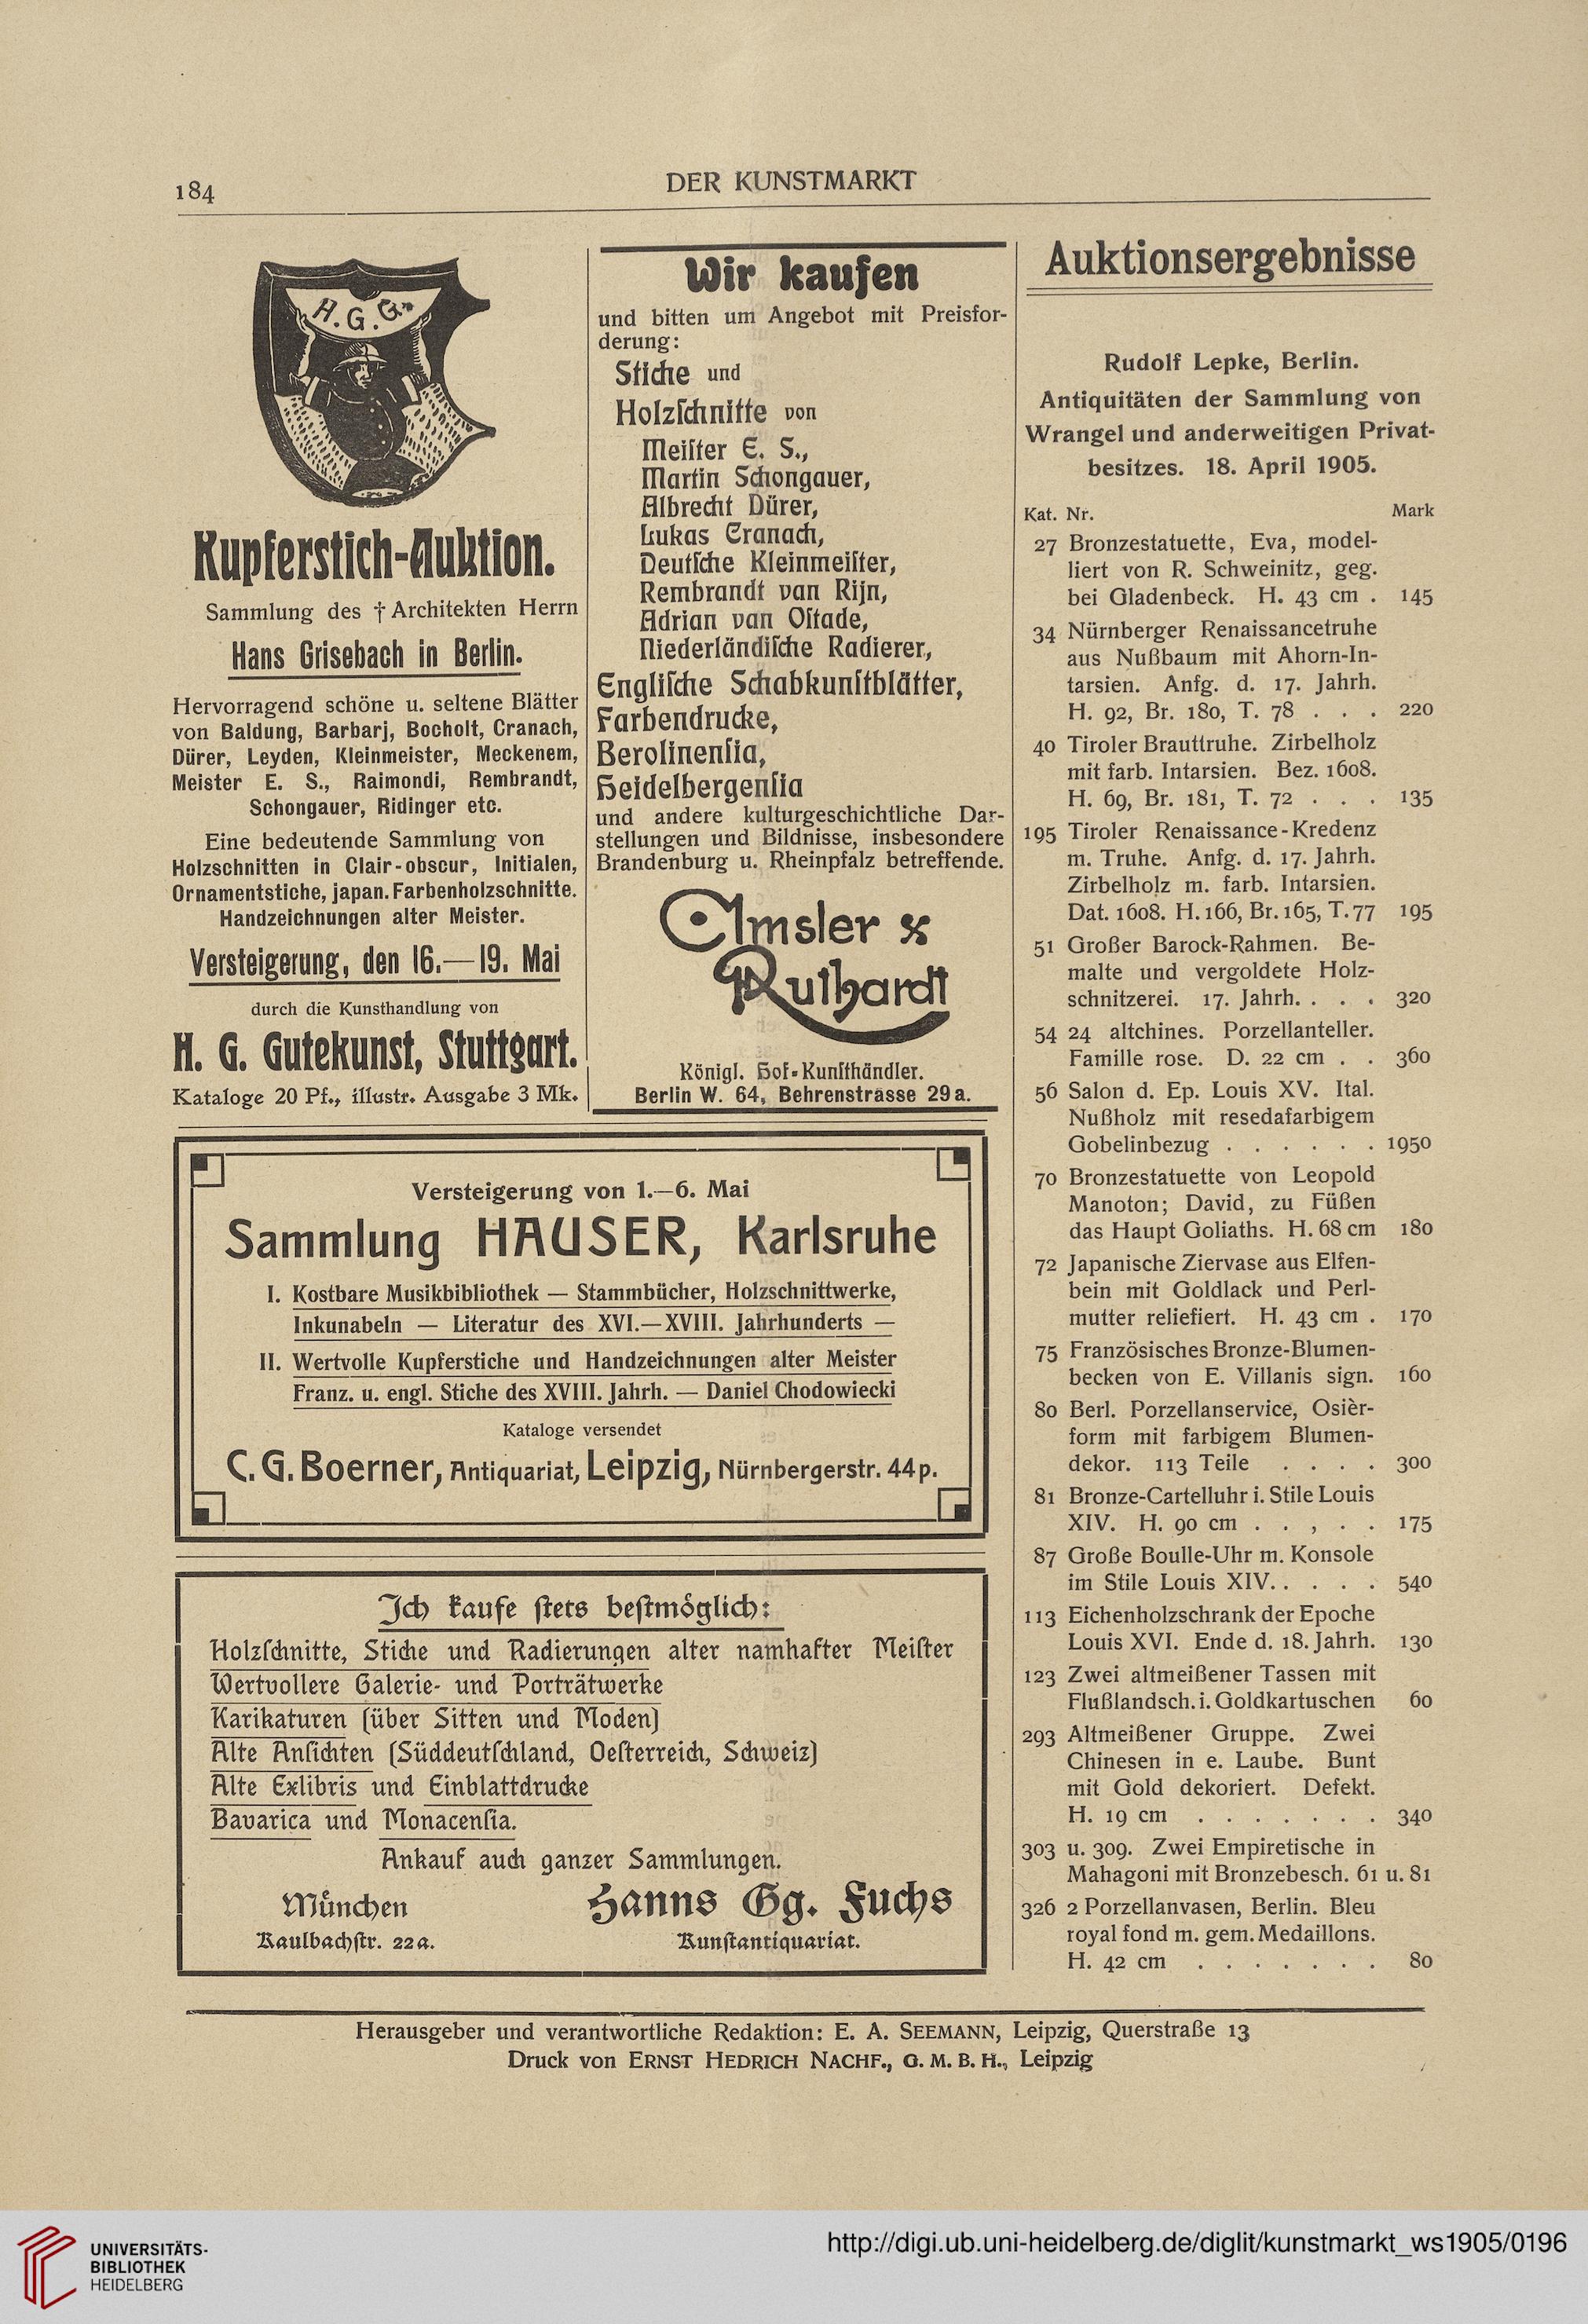 184
DER KUNSTMARKT
H. G. G.
Kupferstich-Auktion.
Sammlung des † Architekten Herrn
Hans Grisebach in Berlin.
Hervorragend schöne u. seltene Blätter
von Baldung, Barbarj, Bocholt, Cranach,
Dürer, Leyden, Kleinmeister, Meckenem,
Meister E. S., Raimondi, Rembrandt,
Schongauer, Ridinger etc.
Eine bedeutende Sammlung von
Holzschnitten in Clair-obscur, Initialen,
Ornamentstiche, japan. Farbenholzschnitte.
Handzeichnungen alter Meister.
Versteigerung, den 16.—19. Mai
durch die Kunsthandlung von
H. G. Gutekunst, Stuttgart.
Kataloge 20 Pf., illustr. Ausgabe 3 Mk.
Wir kaufen
und bitten um Angebot mit Preisfor-
derung:
Stiche und
Holzſchnitte von
Meiſter E. S.,
Martin Schongauer,
Albrecht Dürer,
Lukas Cranach,
Deutſche Kleinmeiſter,
Rembrandt van Rijn,
Adrian van Oſtade,
Niederländiſche Radierer,
Engliſche Schabkunſtblätter,
Farbendrucke,
Berolinenſia,
Heidelbergenſia
und andere kulturgeschichtliche Dar-
stellungen und Bildnisse, insbesondere
Brandenburg u. Rheinpfalz betreffende.
Amsler &
Ruthardt
Königl. Hof-Kunſthändler.
Berlin W. 64, Behrenstrasse 29a.
Versteigerung von 1.—6. Mai
Sammlung HAUSER, Karlsruhe
I. Kostbare Musikbibliothek — Stammbücher, Holzschnittwerke,
Inkunabeln — Literatur des XVI.—XVIII. Jahrhunderts —
II. Wertvolle Kupferstiche und Handzeichnungen alter Meister
Franz. u. engl. Stiche des XVIII. Jahrh. — Daniel Chodowiecki
Kataloge versendet
C. G. Boerner, Antiquariat, Leipzig, Nürnbergerstr. 44p.
Ich kaufe ſtets beſtmöglich:
Holzſchnitte, Stiche und Radierungen alter namhafter Meiſter
Wertvollere Galerie- und Porträtwerke
Karikaturen (über Sitten und Moden)
Alte Anſichten (Süddeutſchland, Oeſterreich, Schweiz)
Alte Exlibris und Einblattdrucke
Bavarica und Monacenſia.
Ankauf auch ganzer Sammlungen.
München
Kaulbachſtr. 22a.
Hanns Gg. Fuchs
Kunſtantiquariat.
Auktionsergebnisse
Rudolf Lepke, Berlin.
Antiquitäten der Sammlung von
Wrangel und anderweitigen Privat-
besitzes. 18. April 1905.
Kat. Nr. Mark
27 Bronzestatuette, Eva, model-
liert von R. Schweinitz, geg.
bei Gladenbeck. H. 43 cm . 145
34 Nürnberger Renaissancetruhe
aus Nußbaum mit Ahorn-In-
tarsien. Anfg. d. 17. Jahrh.
H. 92, Br. 180, T. 78 . . . 220
40 Tiroler Brauttruhe. Zirbelholz
mit farb. Intarsien. Bez. 1608.
H. 69, Br. 181, T. 72 . . . 135
195 Tiroler Renaissance-Kredenz
m. Truhe. Anfg. d. 17. Jahrh.
Zirbelholz m. farb. Intarsien.
Dat. 1608. H. 166, Br. 165, T. 77 195
51 Großer Barock-Rahmen. Be-
malte und vergoldete Holz-
schnitzerei. 17. Jahrh. . . . 320
54 24 altchines. Porzellanteller.
Famille rose. D. 22 cm . . 360
56 Salon d. Ep. Louis XV. Ital.
Nußholz mit resedafarbigem
Gobelinbezug . . . . . . 1950
70 Bronzestatuette von Leopold
Manoton; David, zu Füßen
das Haupt Goliaths. H. 68 cm 180
72 Japanische Ziervase aus Elfen-
bein mit Goldlack und Perl-
mutter reliefiert. H. 43 cm . 170
75 Französisches Bronze-Blumen-
becken von E. Villanis sign. 160
80 Berl. Porzellanservice, Osièr-
form mit farbigem Blumen-
dekor. 113 Teile . . . . 300
81 Bronze-Cartelluhr i. Stile Louis
XIV. H. 90 cm . . , . . 175
87 Große Boulle-Uhr m. Konsole
im Stile Louis XIV. . . . . 540
113 Eichenholzschrank der Epoche
Louis XVI. Ende d. 18. Jahrh. 130
123 Zwei altmeißener Tassen mit
Flußlandsch. i. Goldkartuschen 60
293 Altmeißener Gruppe. Zwei
Chinesen in e. Laube. Bunt
mit Gold dekoriert. Defekt.
H. 19 cm . . . . . . . 340
303 u. 309. Zwei Empiretische in
Mahagoni mit Bronzebesch. 61 u. 81
326 2 Porzellanvasen, Berlin. Bleu
royal fond m. gem. Medaillons.
H. 42 cm . . . . . . . 80
Herausgeber und verantwortliche Redaktion: E. A. SEEMANN, Leipzig, Querstraße 13
Druck von ERNST HEDRICH NACHF., G. M. B. H., Leipzig
UNIVERSITÄTS-
BIBLIOTHEK
HEIDELBERG
http://digi.ub.uni-heidelberg.de/diglit/kunstmarkt_ws1905/0196